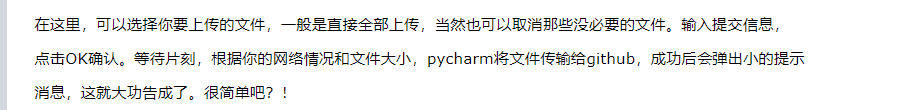 在这里，可以选择你要上传的文件，一般是直接全部上传，当然也可以取消那些没必要的文件。输入提交信息，
点击OK确认。等待片刻，根据你的网络情况和文件大小，pycharm将文件传输给github，成功后会弹出小的提示
消息，这就大功告成了。很简单吧？！